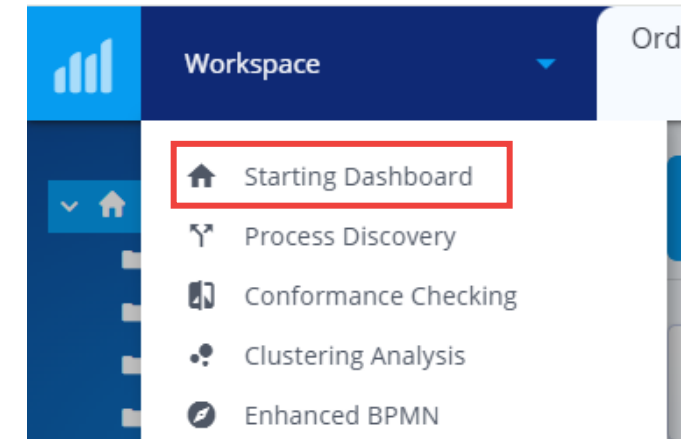 Workspace
Ord
Starting Dashboard
Process Discovery
Conformance Checking
Clustering Analysis
Enhanced BPMN